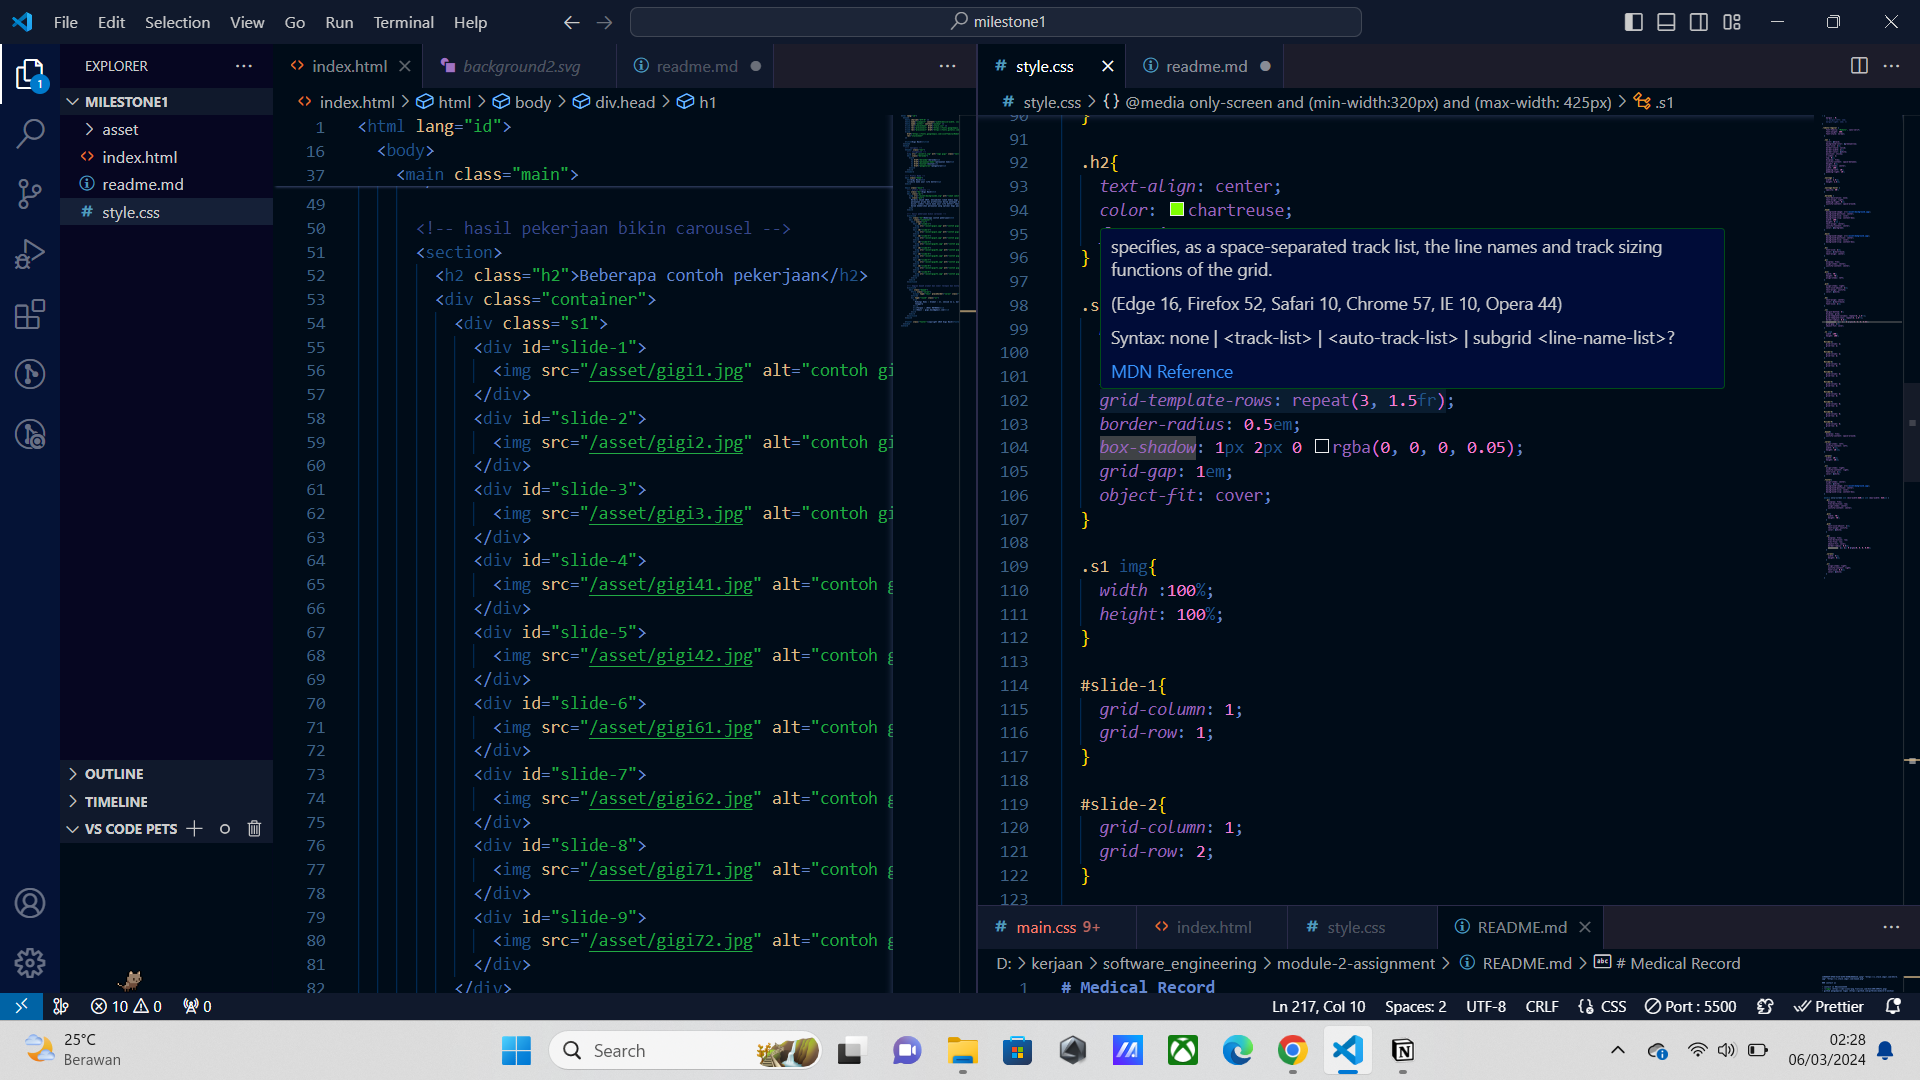 File Edit Selection View Go Run Terminal Help
milestone1
EXPLORER
1
MILESTONE1
asset
index.html
readme.md
style.css
OUTLINE
TIMELINE
VS CODE PETS
index.html
background2.svg
readme.md
index.html > html > body > div.head > h1
1 <html lang="id">
16 <body>
37 <main class="main">
49
50 <!-- hasil pekerjaan bikin carousel -->
51 <section>
52 <h2 class="h2">Beberapa contoh pekerjaan</h2>
53 <div class="container">
54 <div class="s1">
55 <div id="slide-1">
56 <img src="/asset/gigi1.jpg" alt="contoh gi
57 </div>
58 <div id="slide-2">
59 <img src="/asset/gigi2.jpg" alt="contoh gi
60 </div>
61 <div id="slide-3">
62 <img src="/asset/gigi3.jpg" alt="contoh gi
63 </div>
64 <div id="slide-4">
65 <img src="/asset/gigi41.jpg" alt="contoh g
66 </div>
67 <div id="slide-5">
68 <img src="/asset/gigi42.jpg" alt="contoh g
69 </div>
70 <div id="slide-6">
71 <img src="/asset/gigi61.jpg" alt="contoh g
72 </div>
73 <div id="slide-7">
74 <img src="/asset/gigi62.jpg" alt="contoh g
75 </div>
76 <div id="slide-8">
77 <img src="/asset/gigi71.jpg" alt="contoh g
78 </div>
79 <div id="slide-9">
80 <img src="/asset/gigi72.jpg" alt="contoh g
81 </div>
82 </div>
# style.css
readme.md
# style.css > {} @media only-screen and (min-width:320px) and (max-width: 425px) > .s1
90 }
91
92 .h2{
93 text-align: center;
94 color: chartreuse;
95
96 }
97
98 .s
99
100
101
specifies, as a space-separated track list, the line names and track sizing
functions of the grid.
(Edge 16, Firefox 52, Safari 10, Chrome 57, IE 10, Opera 44)
Syntax: none | <track-list> | <auto-track-list> | subgrid <line-name-list>?
MDN Reference
102 grid-template-rows: repeat(3, 1.5fr);
103 border-radius: 0.5em;
104 box-shadow: 1px 2px 0 rgba(0, 0, 0, 0.05);
105 grid-gap: 1em;
106 object-fit: cover;
107 }
108
109 .s1 img{
110 width :100%;
111 height: 100%;
112 }
113
114 #slide-1{
115 grid-column: 1;
116 grid-row: 1;
117 }
118
119 #slide-2{
120 grid-column: 1;
121 grid-row: 2;
122 }
123
# main.css 9+
index.html
# style.css
README.md
D: > kerjaan > software_engineering > module-2-assignment > README.md > # Medical Record
1 # Medical Record
10 0 0
Ln 217, Col 10 Spaces: 2 UTF-8 CRLF {} CSS Port : 5500 Prettier
25°C
Berawan
Search
02:28
06/03/2024